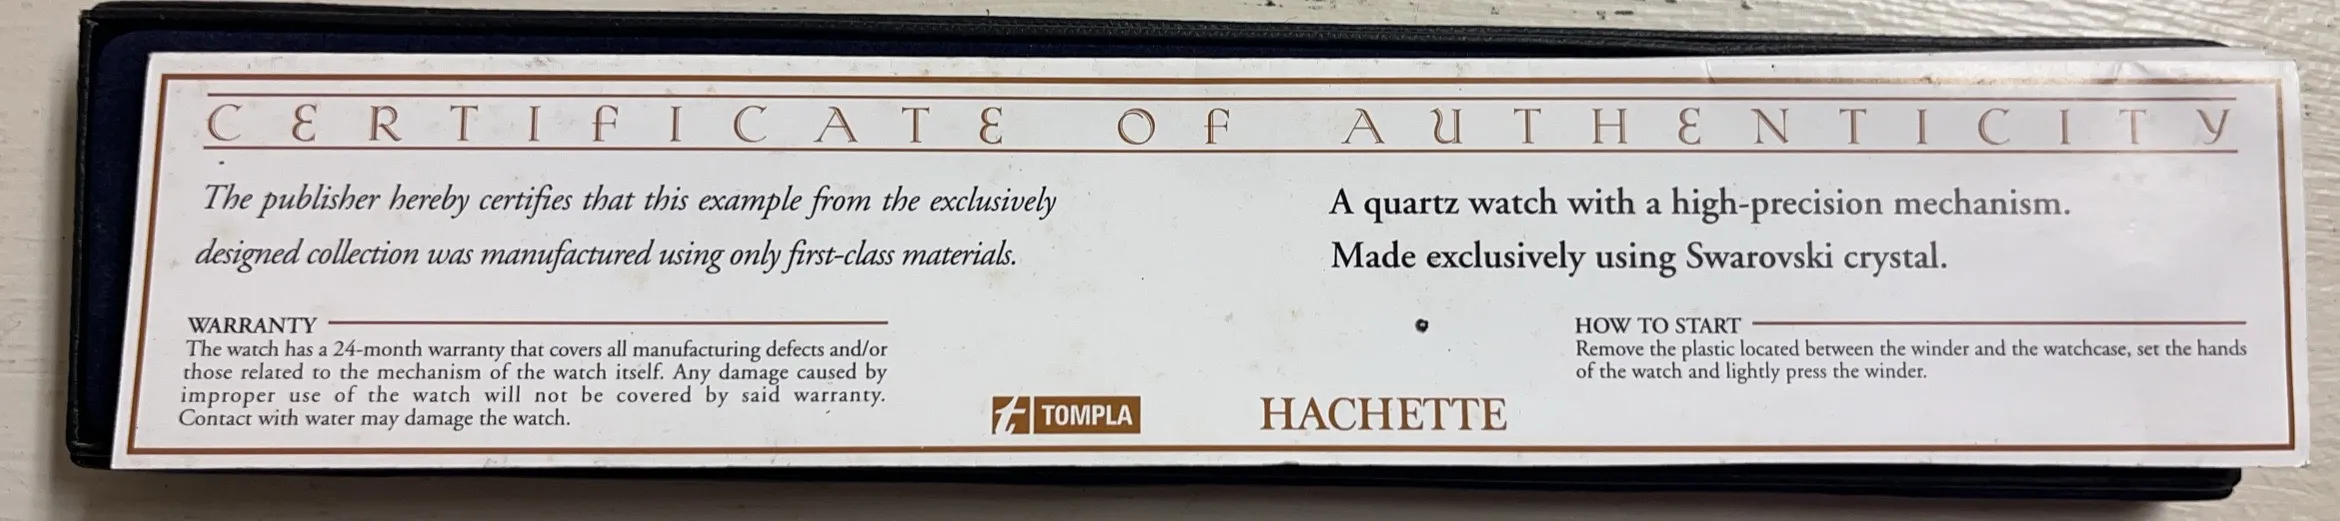 CERTIFICATE OF AUTHENTICITY
The publisher hereby certifies that this example from the exclusively
designed collection was manufactured using only first-class materials.
A quartz watch with a high-precision mechanism.
Made exclusively using Swarovski crystal.
WARRANTY
The watch has a 24-month warranty that covers all manufacturing defects and/or
those related to the mechanism of the watch itself. Any damage caused by
improper use of the watch will not be covered by said warranty.
Contact with water may damage the watch.
t TOMPLA
HACHETTE
HOW TO START
Remove the plastic located between the winder and the watchcase, set the hands
of the watch and lightly press the winder.